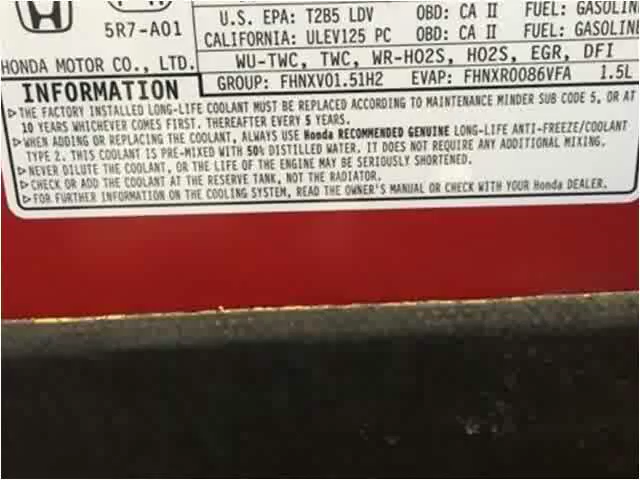 U.S. EPA: T2B5 LDV OBD: CA II FUEL: GASOLIN
5R7-A01 CALIFORNIA: ULEV125 PC OBD: CA II FUEL: GASOLIN
HONDA MOTOR CO., LTD. WU-TWC, TWC, WR-HO2S, HO2S, EGR, DFI
INFORMATION GROUP: FHNXV01.51H2 EVAP: FHNXR0086VFA 1.5L
▷THE FACTORY INSTALLED LONG-LIFE COOLANT MUST BE REPLACED ACCORDING TO MAINTENANCE MINDER SUB CODE 5, OR AT
10 YEARS WHICHEVER COMES FIRST. THEREAFTER EVERY 5 YEARS.
▷WHEN ADDING OR REPLACING THE COOLANT, ALWAYS USE Honda RECOMMENDED GENUINE LONG-LIFE ANTI-FREEZE/COOLANT
TYPE 2. THIS COOLANT IS PRE-MIXED WITH 50% DISTILLED WATER. IT DOES NOT REQUIRE ANY ADDITIONAL MIXING.
▷NEVER DILUTE THE COOLANT, OR THE LIFE OF THE ENGINE MAY BE SERIOUSLY SHORTENED.
▷CHECK OR ADD THE COOLANT AT THE RESERVE TANK, NOT THE RADIATOR.
▷FOR FURTHER INFORMATION ON THE COOLING SYSTEM, READ THE OWNER'S MANUAL OR CHECK WITH YOUR Honda DEALER.